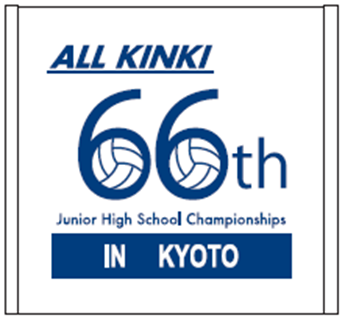 ALL KINKI
66th
Junior High School Championships
IN KYOTO